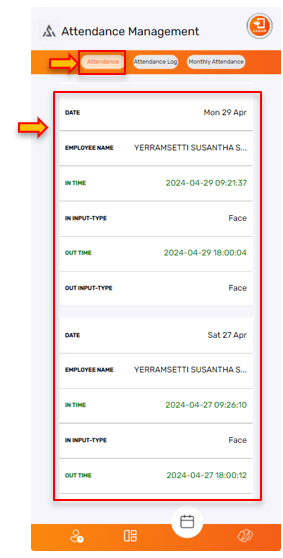 Attendance Management
Attendance
Attendance Log
Monthly Attendance
DATE Mon 29 Apr
EMPLOYEE NAME YERRAMSETTI SUSANTHA S...
IN TIME 2024-04-29 09:21:37
IN INPUT-TYPE Face
OUT TIME 2024-04-29 18:00:04
OUT INPUT-TYPE Face
DATE Sat 27 Apr
EMPLOYEE NAME YERRAMSETTI SUSANTHA S...
IN TIME 2024-04-27 09:26:10
IN INPUT-TYPE Face
OUT TIME 2024-04-27 18:00:12